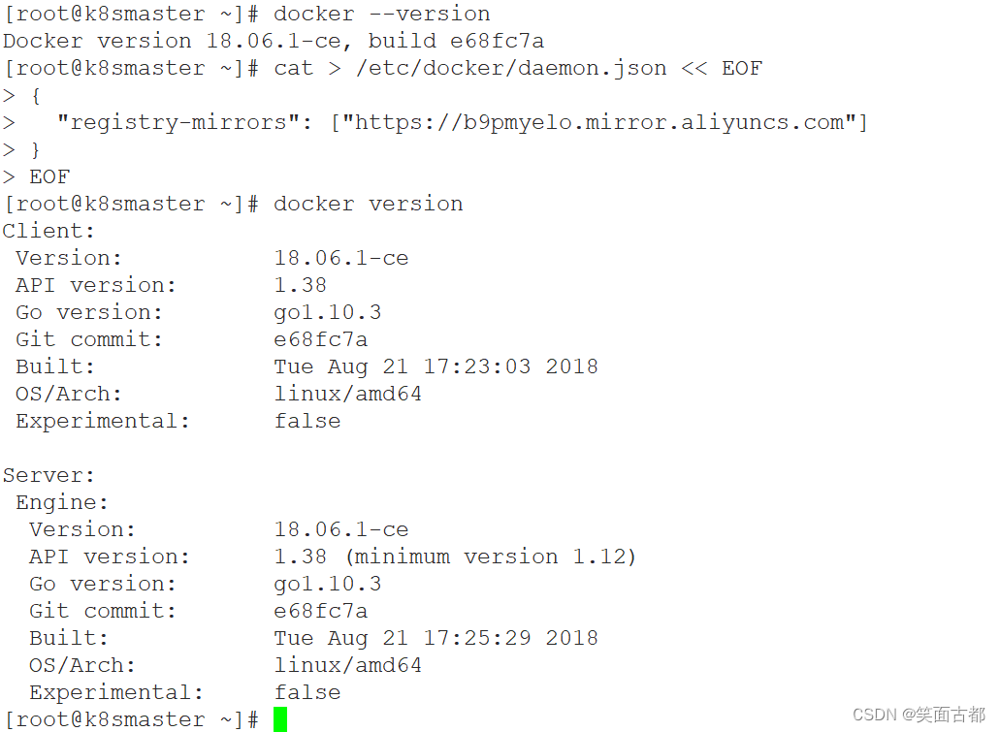 [root@k8smaster ~]# docker --version
Docker version 18.06.1-ce, build e68fc7a
[root@k8smaster ~]# cat > /etc/docker/daemon.json << EOF
> {
>   "registry-mirrors": ["https://b9pmyelo.mirror.aliyuncs.com"]
> }
> EOF
[root@k8smaster ~]# docker version
Client:
 Version:           18.06.1-ce
 API version:       1.38
 Go version:        go1.10.3
 Git commit:        e68fc7a
 Built:             Tue Aug 21 17:23:03 2018
 OS/Arch:           linux/amd64
 Experimental:      false

Server:
 Engine:
  Version:          18.06.1-ce
  API version:      1.38 (minimum version 1.12)
  Go version:       go1.10.3
  Git commit:       e68fc7a
  Built:            Tue Aug 21 17:25:29 2018
  OS/Arch:          linux/amd64
  Experimental:     false
[root@k8smaster ~]#
CSDN @笑面古都